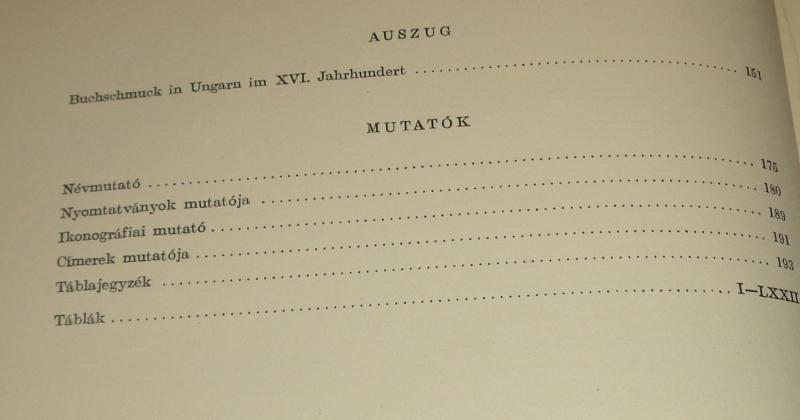 AUSZUG
Buchschmuck in Ungarn im XVI. Jahrhundert 151
MUTATÓK
Névmutató 175
Nyomtatványok mutatója 180
Ikonográfiai mutató 189
Címerek mutatója 191
Táblajegyzék 193
Táblák I—LXXII